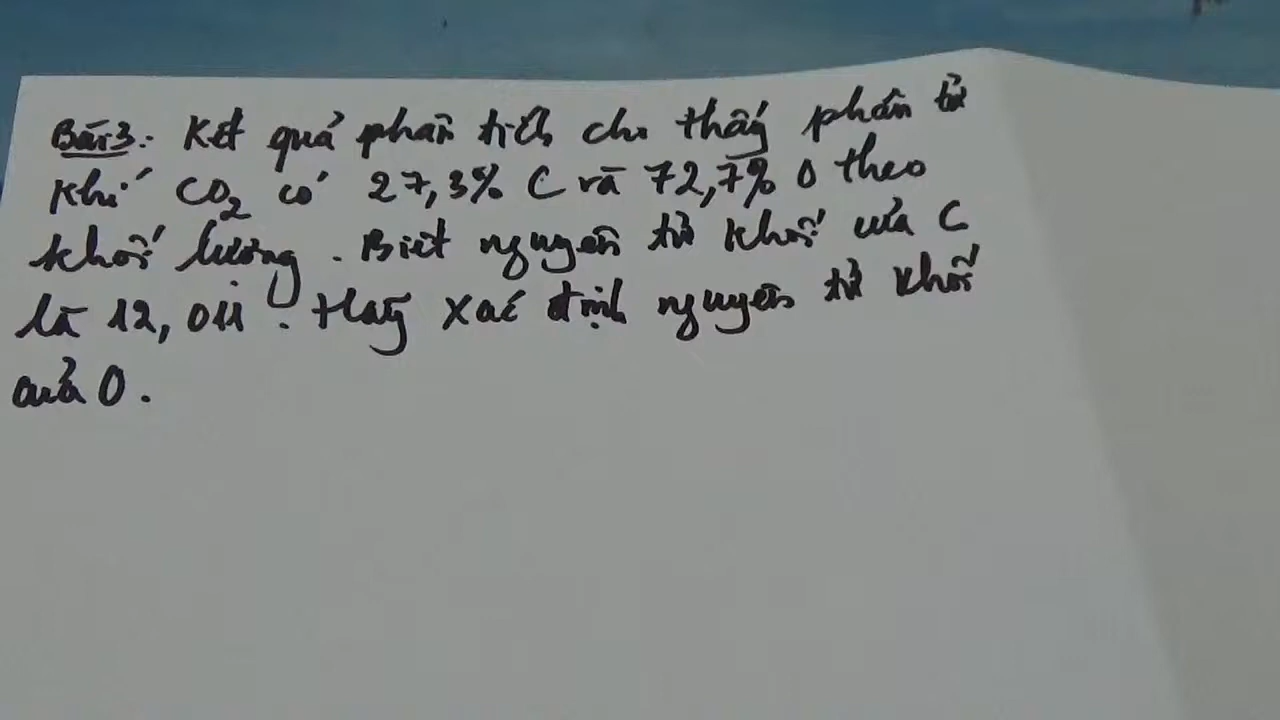 Bài 3: Kết quả phân tích cho thấy phân tử
khí CO2 có 27,3% C và 72,7% O theo
khối lượng. Biết nguyên tử khối của C
là 12,011. Hãy xác định nguyên tử khối
của O.